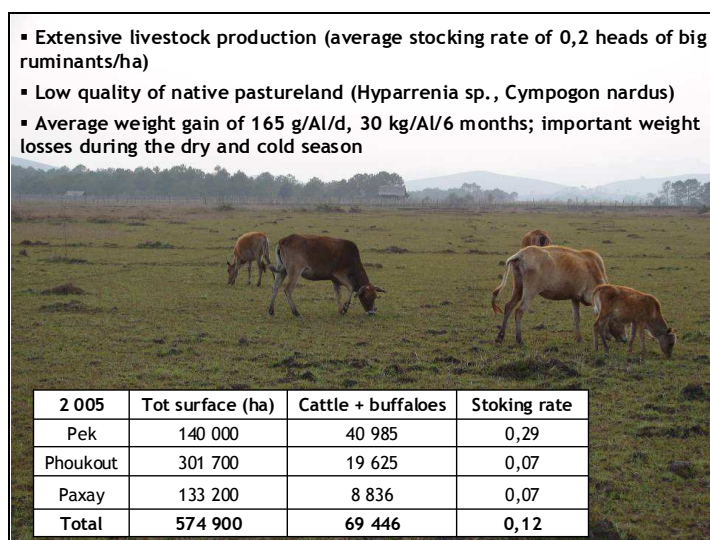 ▪ Extensive livestock production (average stocking rate of 0,2 heads of big
ruminants/ha)
▪ Low quality of native pastureland (Hyparrenia sp., Cympogon nardus)
▪ Average weight gain of 165 g/Al/d, 30 kg/Al/6 months; important weight
losses during the dry and cold season
2 005 Tot surface (ha) Cattle + buffaloes Stoking rate
Pek 140 000 40 985 0,29
Phoukout 301 700 19 625 0,07
Paxay 133 200 8 836 0,07
Total 574 900 69 446 0,12